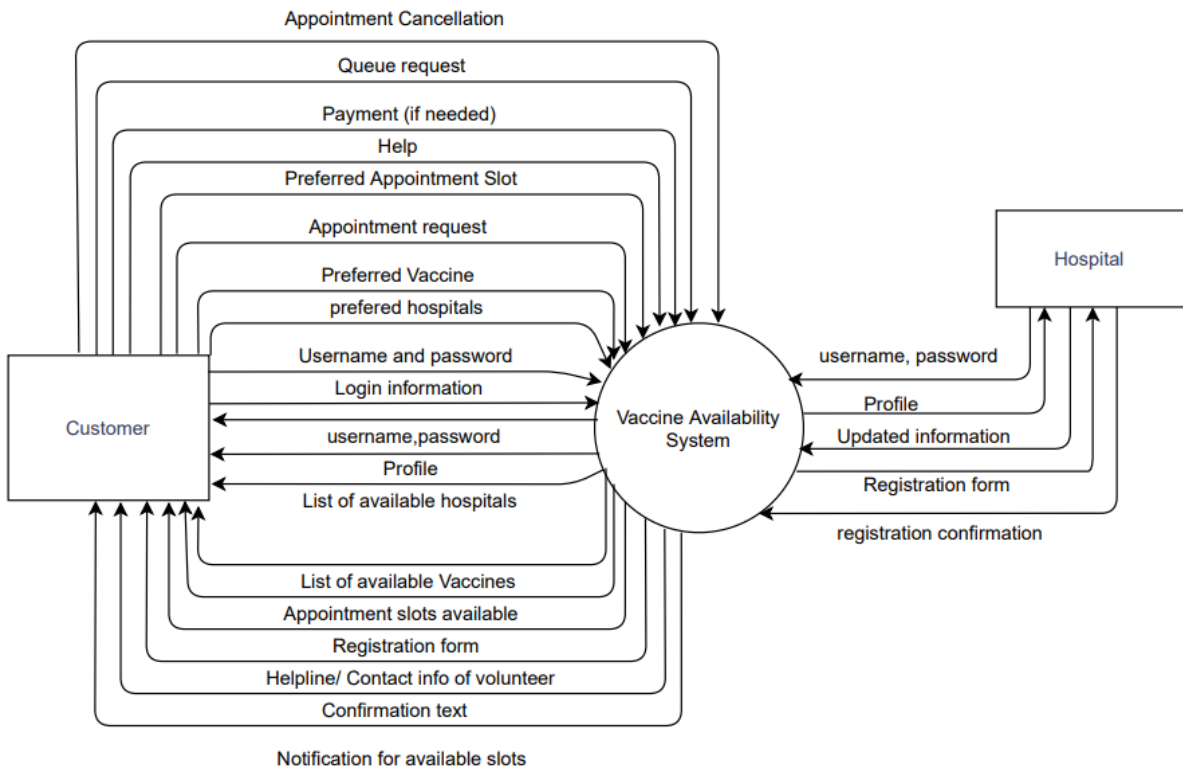 Appointment Cancellation
Queue request
Payment (if needed)
Help
Preferred Appointment Slot
Appointment request
Preferred Vaccine
prefered hospitals
Username and password
Login information
Customer
username,password
Profile
List of available hospitals
Vaccine Availability
System
Hospital
username, password
Profile
Updated information
Registration form
registration confirmation
List of available Vaccines
Appointment slots available
Registration form
Helpline/ Contact info of volunteer
Confirmation text
Notification for available slots